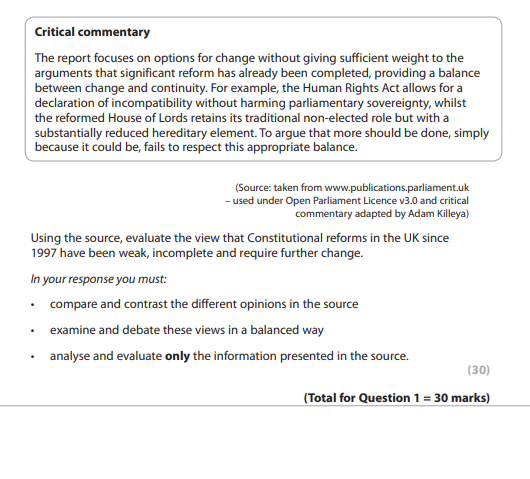 Critical commentary
The report focuses on options for change without giving sufficient weight to the
arguments that significant reform has already been completed, providing a balance
between change and continuity. For example, the Human Rights Act allows for a
declaration of incompatibility without harming parliamentary sovereignty, whilst
the reformed House of Lords retains its traditional non-elected role but with a
substantially reduced hereditary element. To argue that more should be done, simply
because it could be, fails to respect this appropriate balance.
(Source: taken from www.publications.parliament.uk
– used under Open Parliament Licence v3.0 and critical
commentary adapted by Adam Killeya)
Using the source, evaluate the view that Constitutional reforms in the UK since
1997 have been weak, incomplete and require further change.
In your response you must:
• compare and contrast the different opinions in the source
• examine and debate these views in a balanced way
• analyse and evaluate only the information presented in the source.
(30)
(Total for Question 1 = 30 marks)